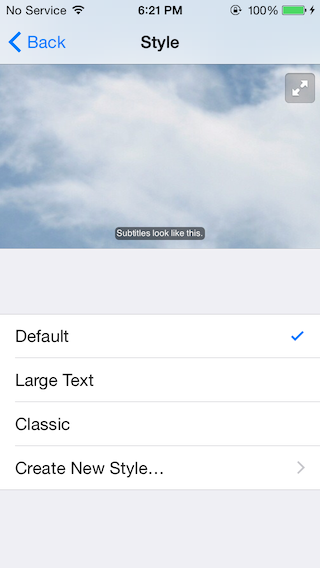 No Service 6:21 PM 100%
Back Style
Subtitles look like this.
Default
Large Text
Classic
Create New Style...